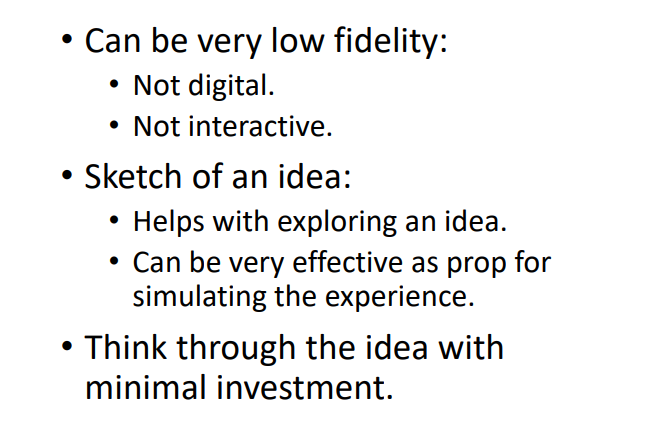 • Can be very low fidelity:
• Not digital.
• Not interactive.
• Sketch of an idea:
• Helps with exploring an idea.
• Can be very effective as prop for
simulating the experience.
• Think through the idea with
minimal investment.